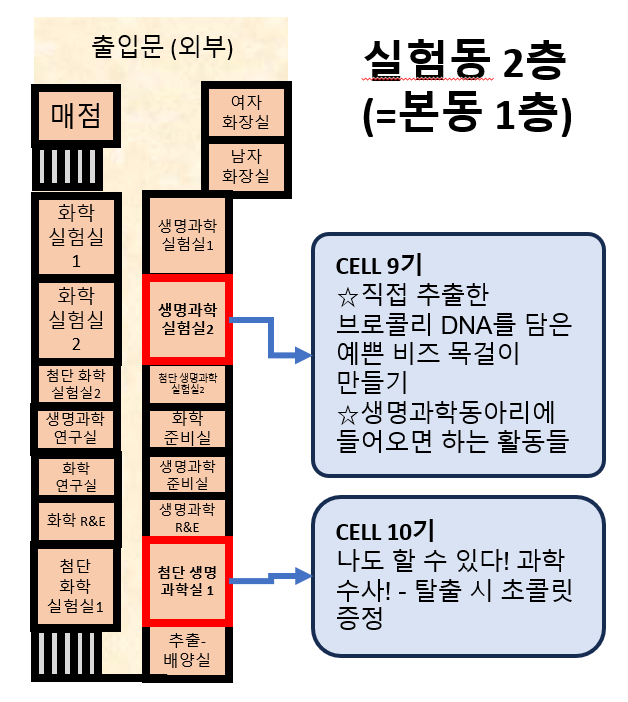 출입문 (외부)
실험동 2층
(=본동 1층)
매점
여자
화장실
남자
화장실
화학
실험실
1
생명과학
실험실1
화학
실험실
2
생명과학
실험실2
첨단 화학
실험실2
첨단 생명과학
실험실2
생명과학
연구실
화학
준비실
화학
연구실
생명과학
준비실
화학 R&E
생명과학
R&E
첨단
화학
실험실1
첨단 생명
과학실 1
추출-
배양실
CELL 9기
☆직접 추출한
브로콜리 DNA를 담은
예쁜 비즈 목걸이
만들기
☆생명과학동아리에
들어오면 하는 활동들
CELL 10기
나도 할 수 있다! 과학
수사! - 탈출 시 초콜릿
증정